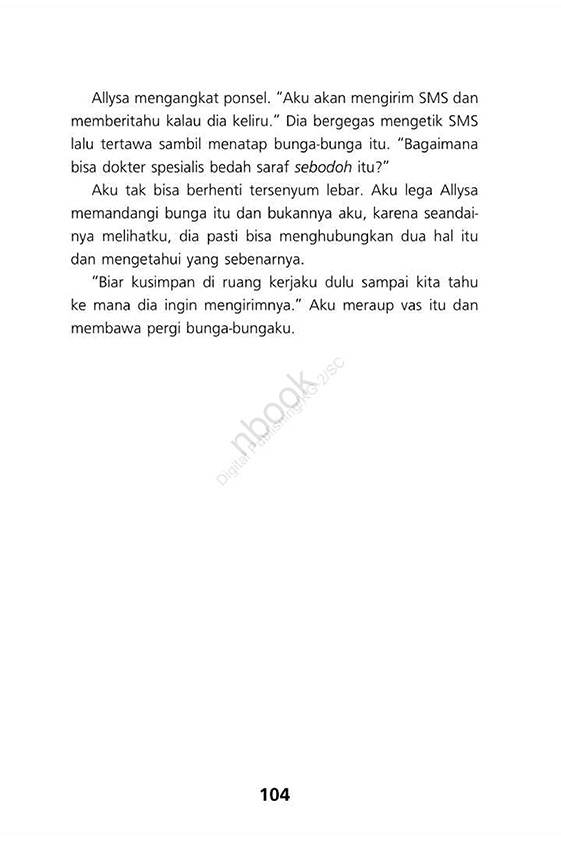 Allysa mengangkat ponsel. “Aku akan mengirim SMS dan
memberitahu kalau dia keliru.” Dia bergegas mengetik SMS
lalu tertawa sambil menatap bunga-bunga itu. “Bagaimana
bisa dokter spesialis bedah saraf sebodoh itu?”
Aku tak bisa berhenti tersenyum lebar. Aku lega Allysa
memandangi bunga itu dan bukannya aku, karena seandai-
nya melihatku, dia pasti bisa menghubungkan dua hal itu
dan mengetahui yang sebenarnya.
“Biar kusimpan di ruang kerjaku dulu sampai kita tahu
ke mana dia ingin mengirimnya.” Aku meraup vas itu dan
membawa pergi bunga-bungaku.
nbook
Digital Publishing/KG-2/SC
104